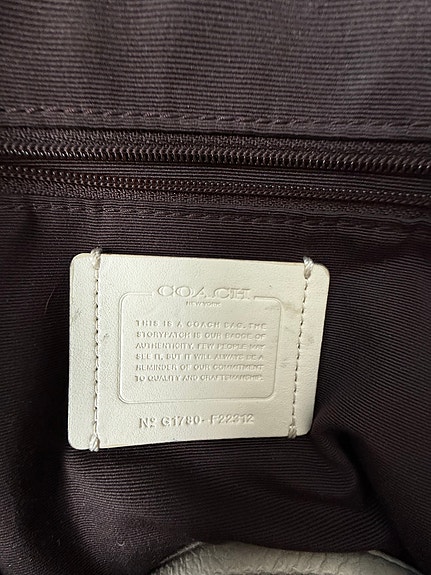 COACH
NEW YORK
THIS IS A COACH BAG. THE
STORYPATCH IS OUR BADGE OF
AUTHENTICITY. FEW PEOPLE MAY
SEE IT, BUT IT WILL ALWAYS BE A
REMINDER OF OUR COMMITMENT
TO QUALITY AND CRAFTSMANSHIP.
Nº G1780-F22312